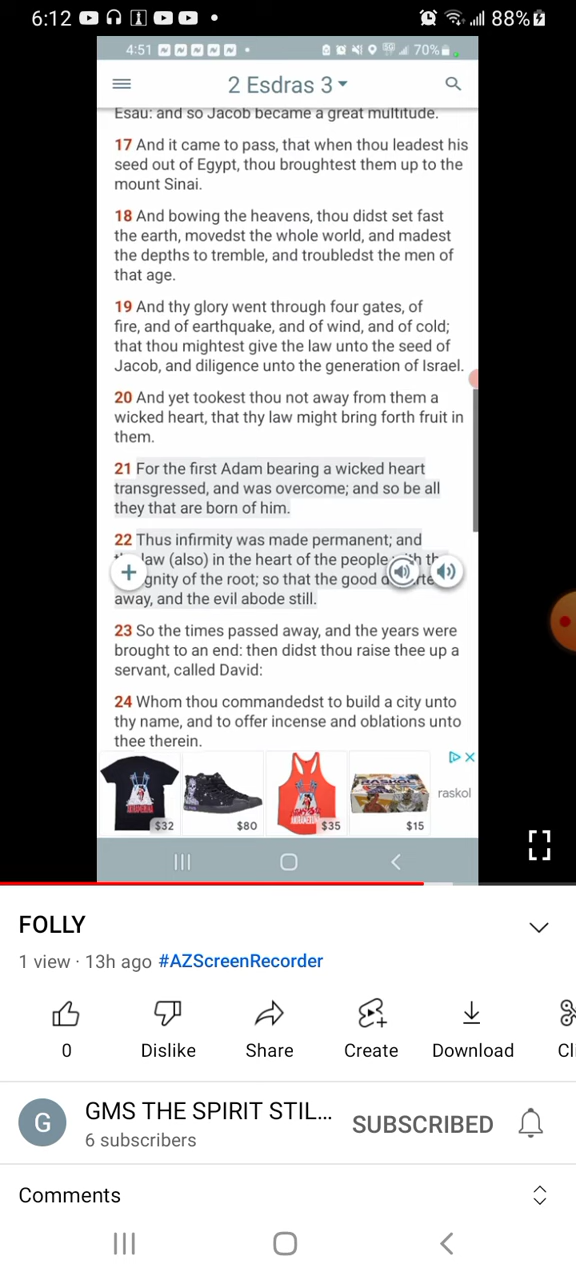 6:12
88%
4:51
70%
2 Esdras 3
Esau: and so Jacob became a great multitude.
17 And it came to pass, that when thou leadest his
seed out of Egypt, thou broughtest them up to the
mount Sinai.
18 And bowing the heavens, thou didst set fast
the earth, movedst the whole world, and madest
the depths to tremble, and troubledst the men of
that age.
19 And thy glory went through four gates, of
fire, and of earthquake, and of wind, and of cold;
that thou mightest give the law unto the seed of
Jacob, and diligence unto the generation of Israel.
20 And yet tookest thou not away from them a
wicked heart, that thy law might bring forth fruit in
them.
21 For the first Adam bearing a wicked heart
transgressed, and was overcome; and so be all
they that are born of him.
22 Thus infirmity was made permanent; and
law (also) in the heart of the people
of the root; so that the good
away, and the evil abode still.
23 So the times passed away, and the years were
brought to an end: then didst thou raise thee up a
servant, called David:
24 Whom thou commandedst to build a city unto
thy name, and to offer incense and oblations unto
thee therein.
$32
$80
$35
$15
raskol
FOLLY
1 view · 13h ago #AZScreenRecorder
0
Dislike
Share
Create
Download
Cli
G
GMS THE SPIRIT STIL...
SUBSCRIBED
6 subscribers
Comments